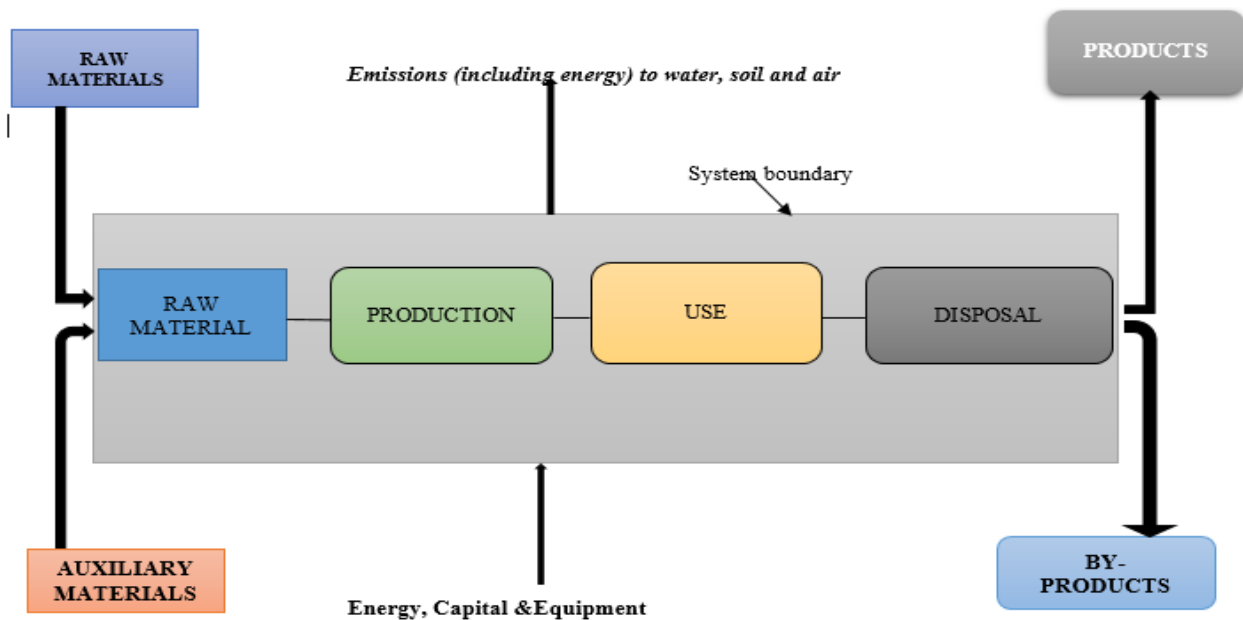 RAW
MATERIALS
PRODUCTS
Emissions (including energy) to water, soil and air
System boundary
RAW
MATERIAL
PRODUCTION
USE
DISPOSAL
AUXILIARY
MATERIALS
BY-
PRODUCTS
Energy, Capital &Equipment